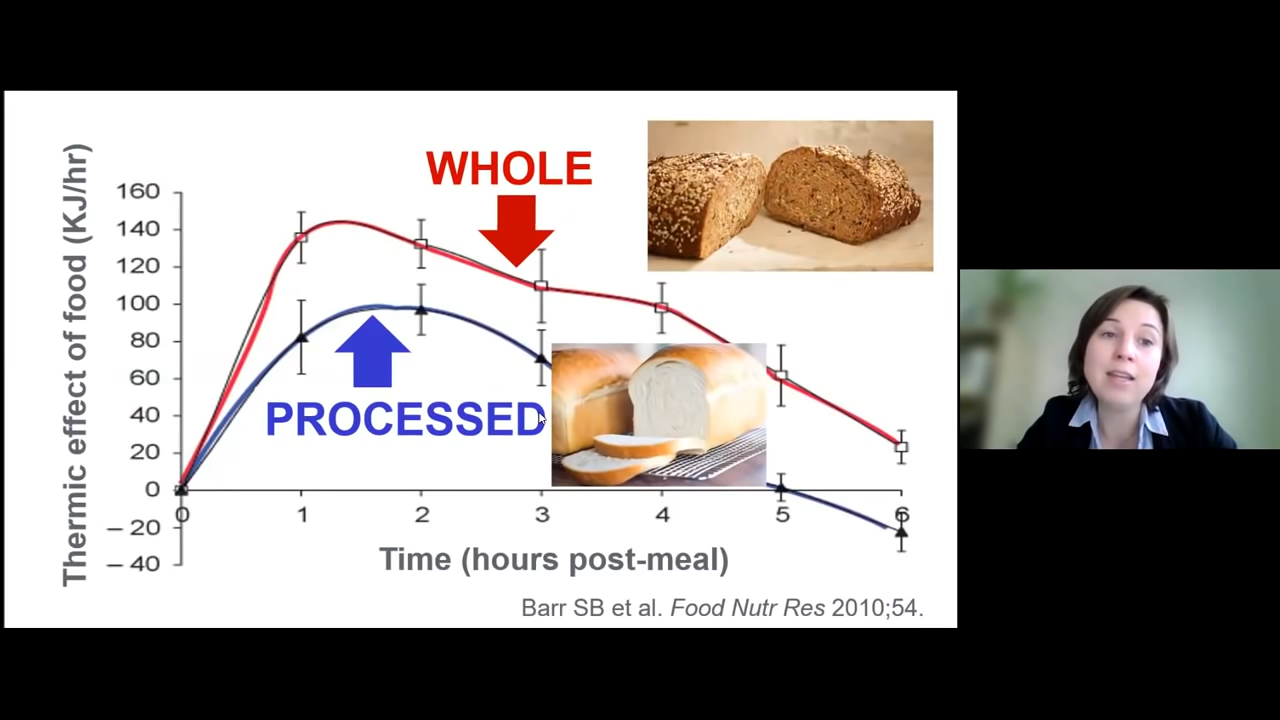 WHOLE
Thermic effect of food (KJ/hr)
160
140
120
100
80
60
40
20
0
– 20
– 40
PROCESSED
0 1 2 3 4 5 6
Time (hours post-meal)
Barr SB et al. Food Nutr Res 2010;54.